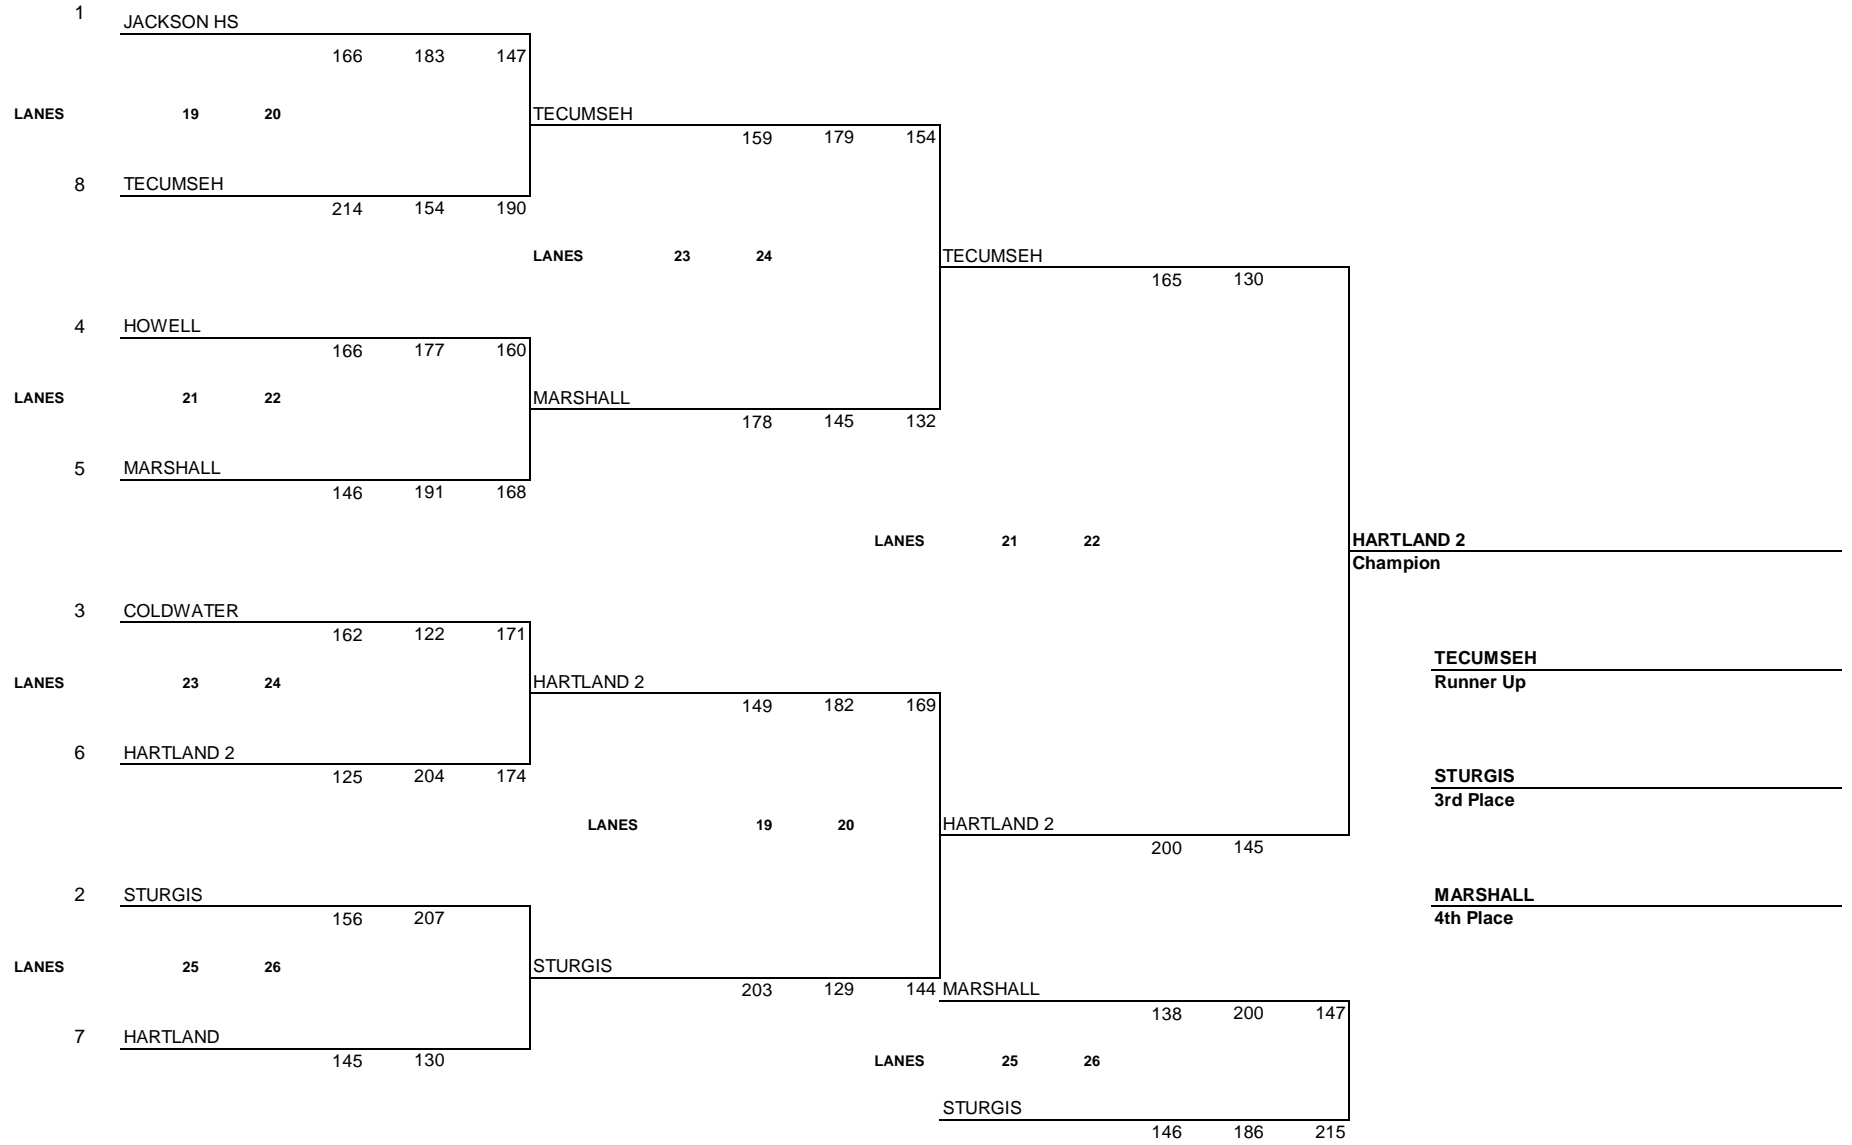 1 JACKSON HS
166 183 147
LANES 19 20 TECUMSEH
159 179 154
8 TECUMSEH
214 154 190
LANES 23 24 TECUMSEH
165 130
4 HOWELL
166 177 160
LANES 21 22 MARSHALL
178 145 132
5 MARSHALL
146 191 168
LANES 21 22 HARTLAND 2
Champion
3 COLDWATER
162 122 171
TECUMSEH
LANES 23 24 HARTLAND 2 Runner Up
149 182 169
6 HARTLAND 2
125 204 174 STURGIS
3rd Place
LANES 19 20 HARTLAND 2
200 145
2 STURGIS MARSHALL
156 207 4th Place
LANES 25 26 STURGIS
203 129 144 MARSHALL
138 200 147
7 HARTLAND
145 130 LANES 25 26
STURGIS
146 186 215